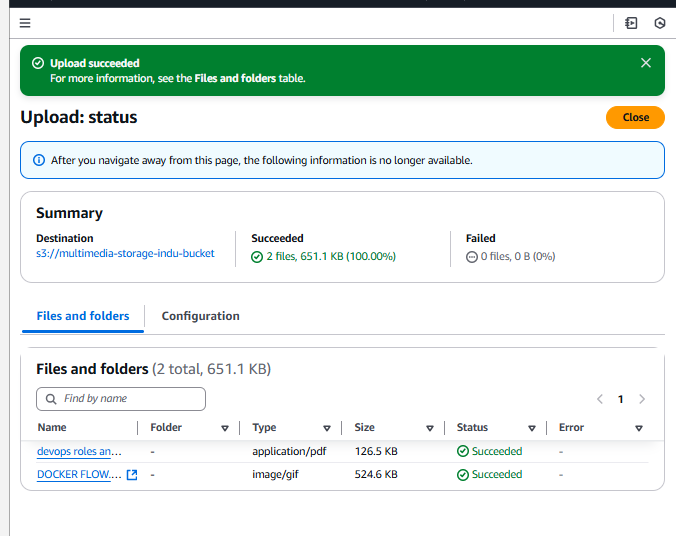 Upload succeeded
For more information, see the Files and folders table.
Upload: status
Close
After you navigate away from this page, the following information is no longer available.
Summary
Destination
s3://multimedia-storage-indu-bucket
Succeeded
2 files, 651.1 KB (100.00%)
Failed
0 files, 0 B (0%)
Files and folders
Configuration
Files and folders (2 total, 651.1 KB)
Find by name
1
Name Folder Type Size Status Error
devops roles an... - application/pdf 126.5 KB Succeeded -
DOCKER FLOW.... - image/gif 524.6 KB Succeeded -